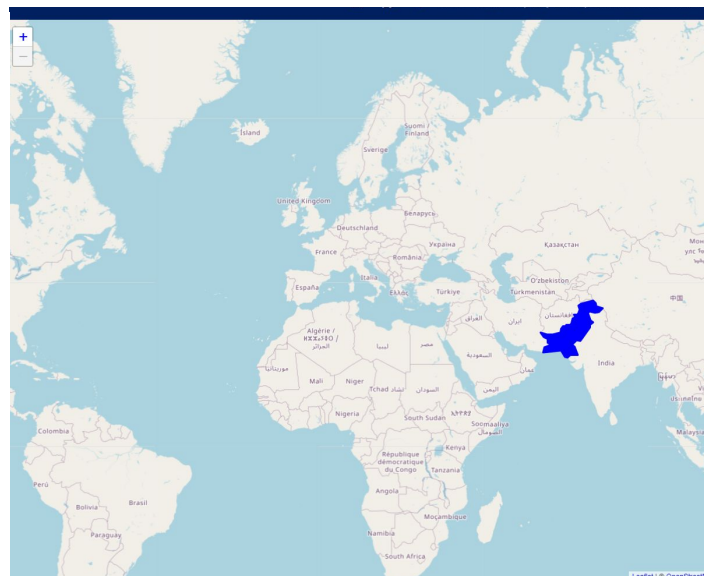 +
−
Ísland
Suomi /
Finland
Sverige
United Kingdom
Беларусь
Deutschland
Україна
France
România
Қазақстан
Italia
España
Ελλάς
Türkiye
O'zbekiston
Türkmenistan
中国
افغانستان
ایران
العراق
Algérie /
ⵍⵣⵣⴰⵢⴻⵔ /
الجزائر
ليبيا
مصر
السعودية
عمان
India
موريتانيا
Mali
Niger
Tchad تشاد
السودان
اليمن
Nigeria
South Sudan
Soomaaliya
الصومال
Colombia
Kenya
Malaysia
République
démocratique
du Congo
Tanzania
Perú
Brasil
Angola
Bolivia
Moçambique
Paraguay
Namibia
South Africa